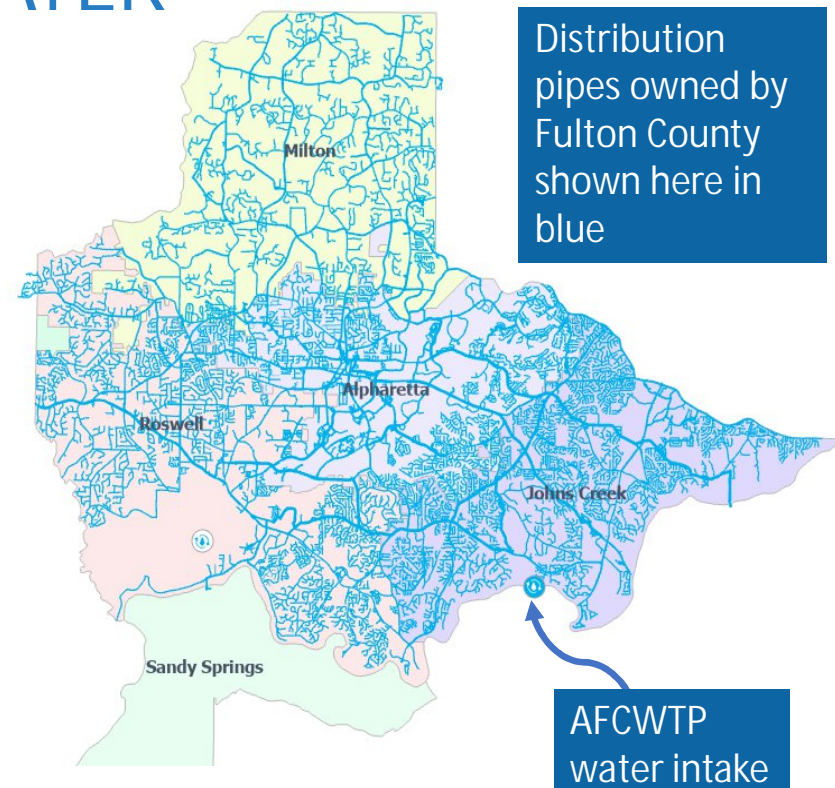 Distribution
pipes owned by
Fulton County
shown here in
blue
Milton
Alpharetta
Roswell
Johns Creek
Sandy Springs
AFCWTP
water intake